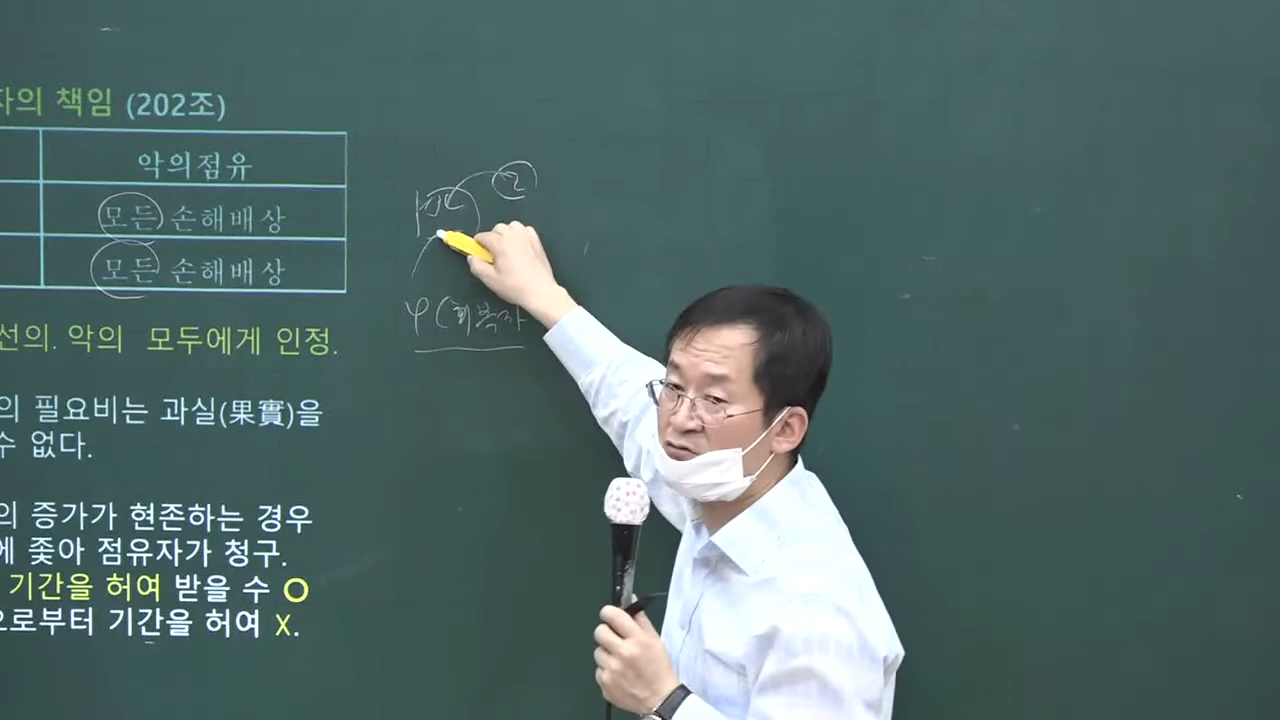 자의 책임 (202조)
악의점유
모든 손해배상
모든 손해배상
선의. 악의 모두에게 인정.
의 필요비는 과실(果實)을
수 없다.
의 증가가 현존하는 경우
에 좇아 점유자가 청구.
기간을 허여 받을 수 O
으로부터 기간을 허여 X.
2
(회복자